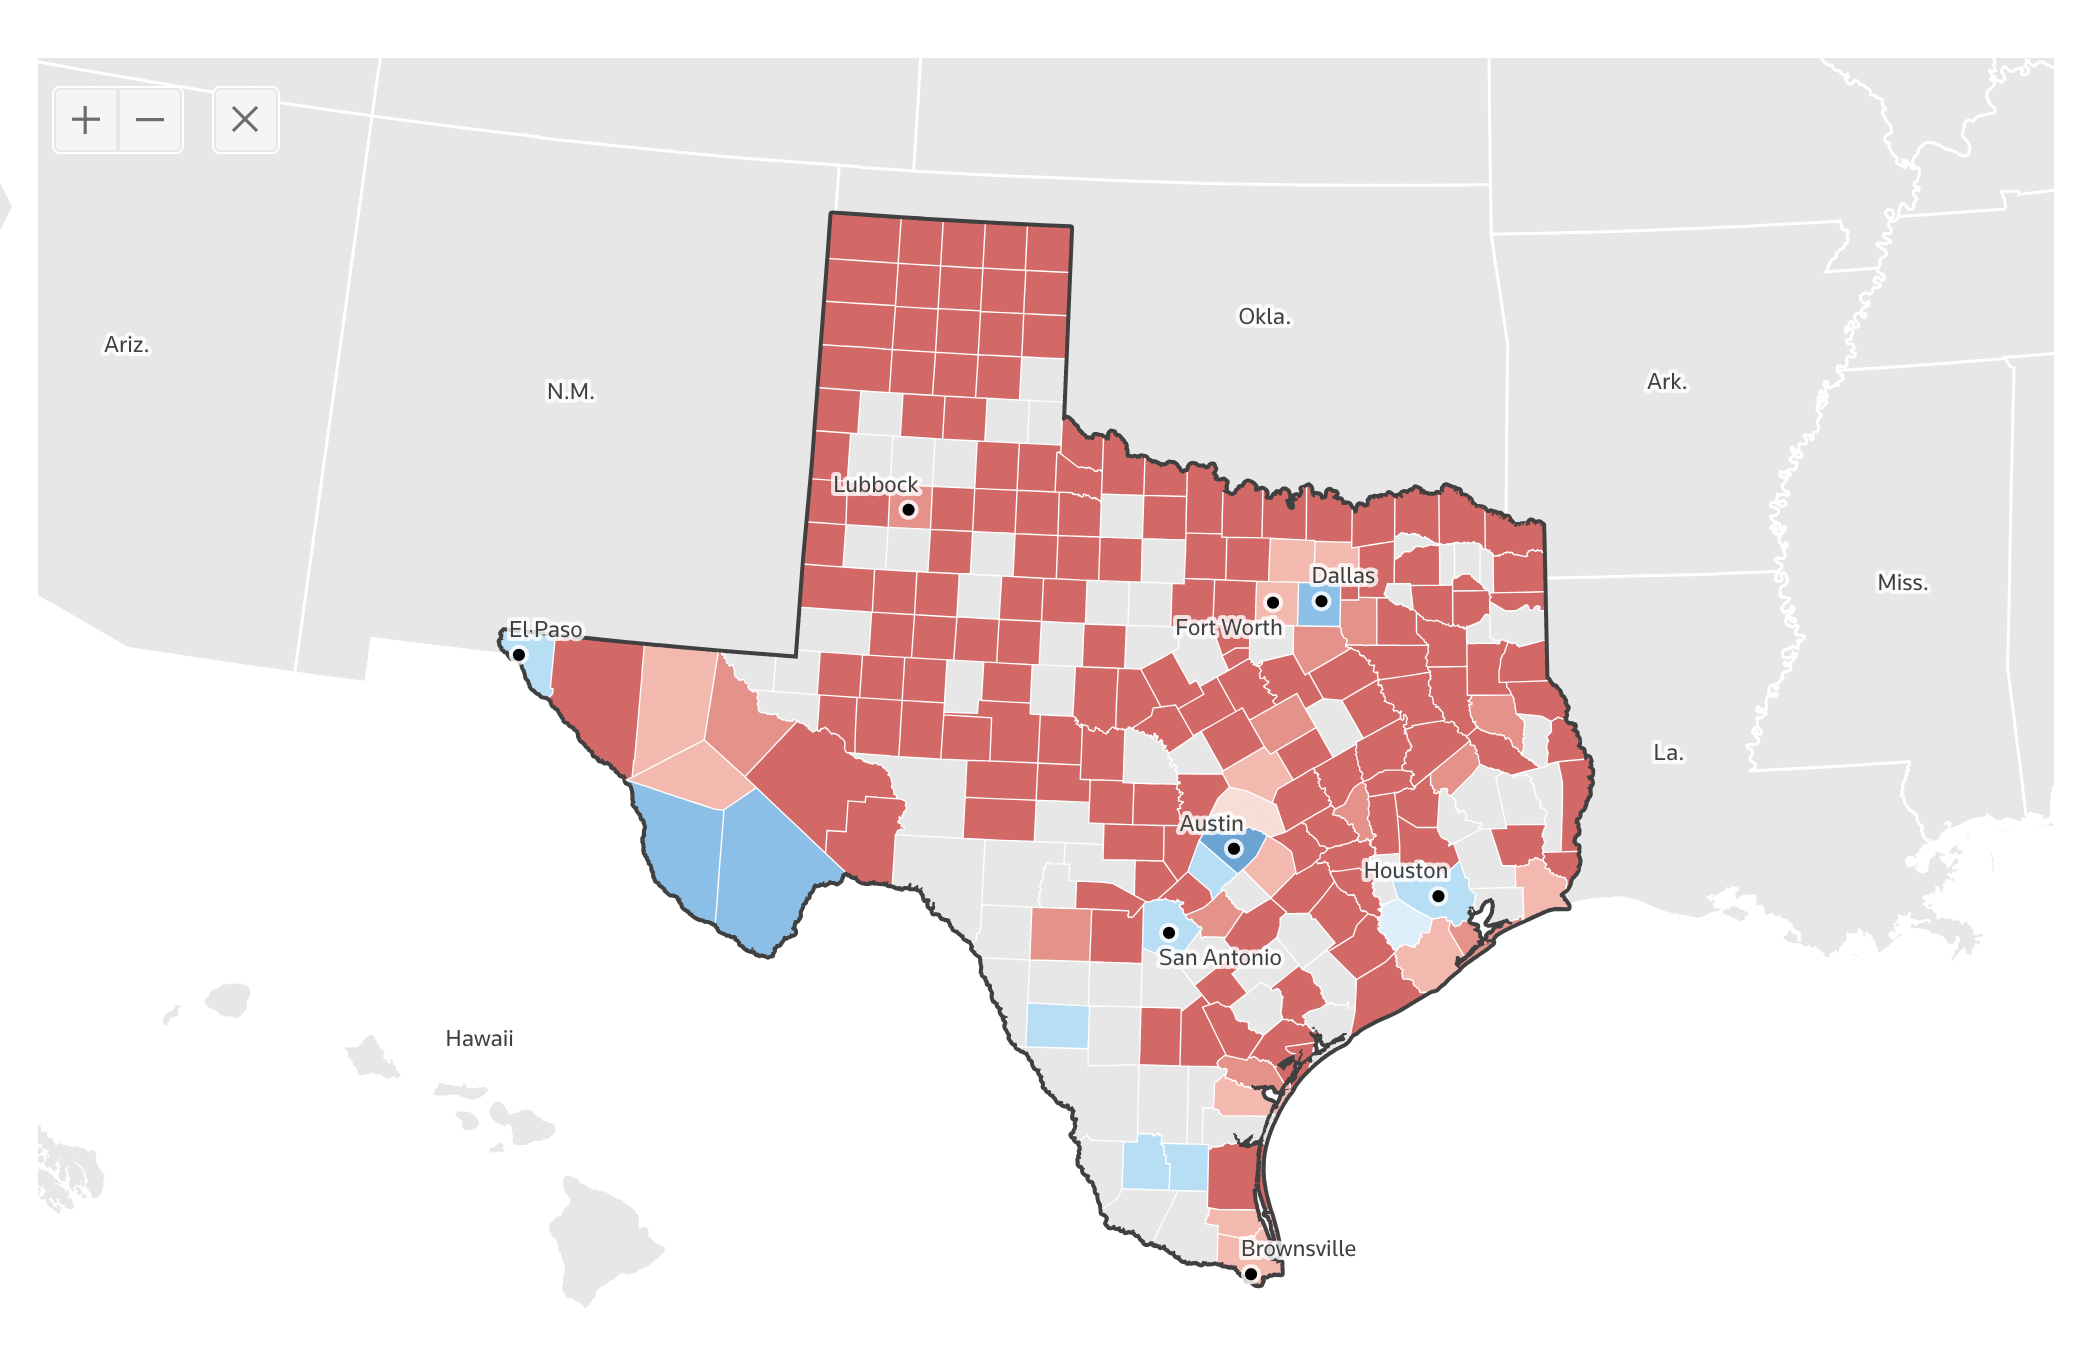 Okla.
Ariz.
Ark.
N.M.
Lubbock
Dallas
Miss.
El Paso
Fort Worth
La.
Austin
Houston
San Antonio
Hawaii
Brownsville